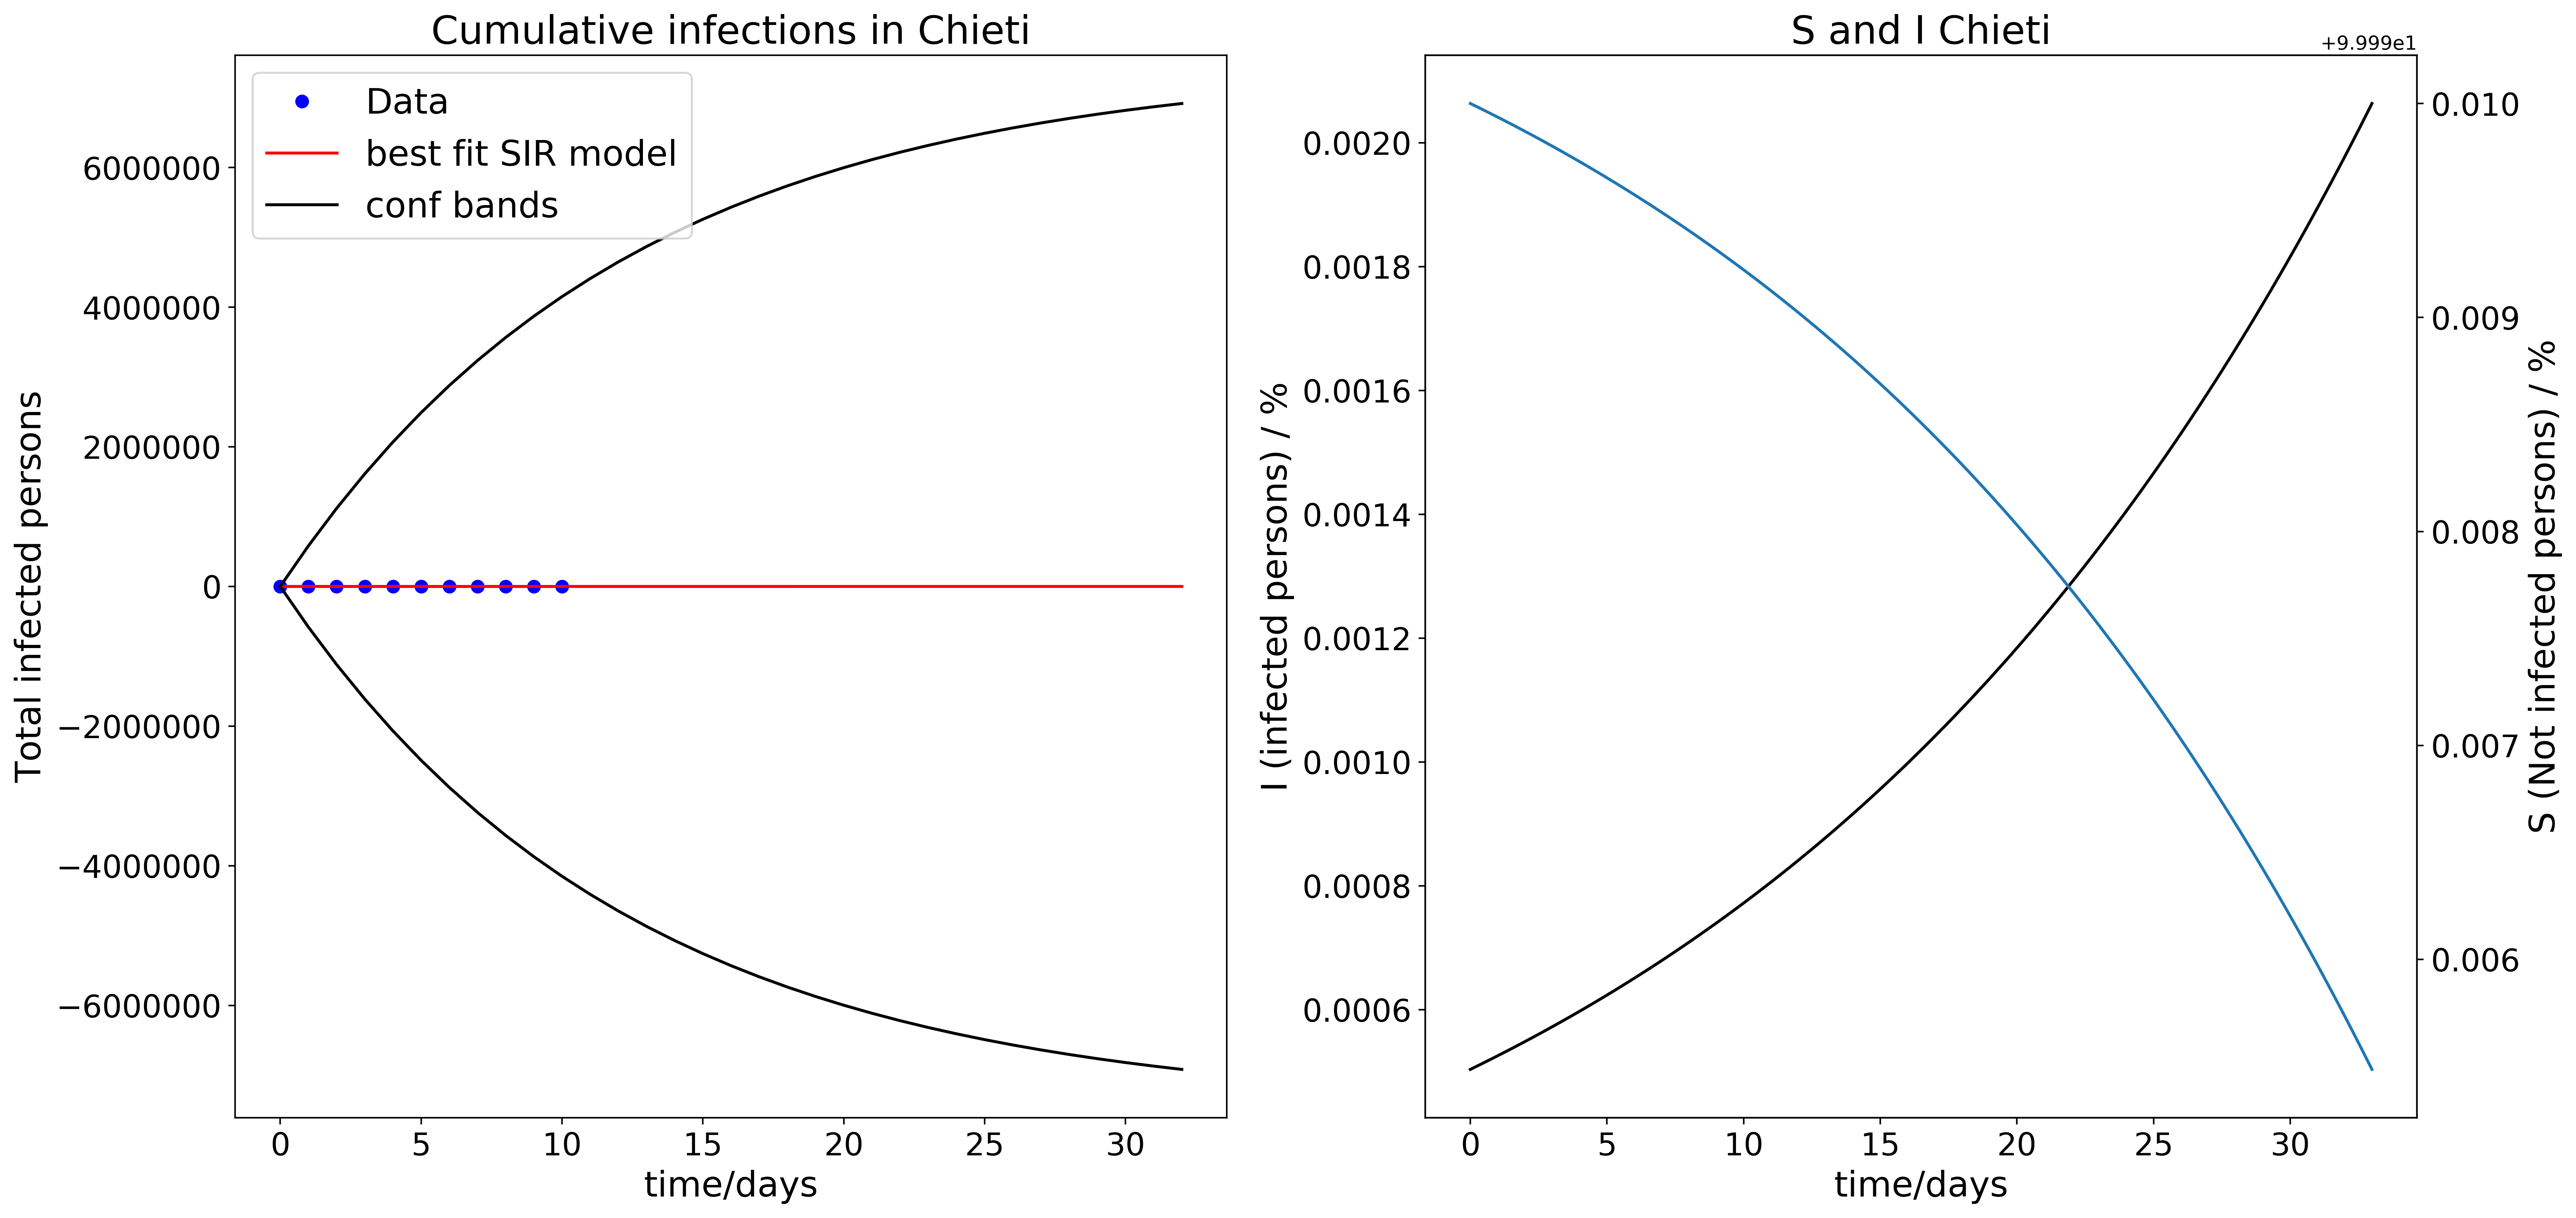 Cumulative infections in Chieti
Data
best fit SIR model
conf bands
Total infected persons
6000000
4000000
2000000
0
−2000000
−4000000
−6000000
0 5 10 15 20 25 30
time/days
S and I Chieti
+9.999e1
I (infected persons) / %
0.0020
0.0018
0.0016
0.0014
0.0012
0.0010
0.0008
0.0006
0.010
0.009
0.008
0.007
0.006
S (Not infected persons) / %
0 5 10 15 20 25 30
time/days